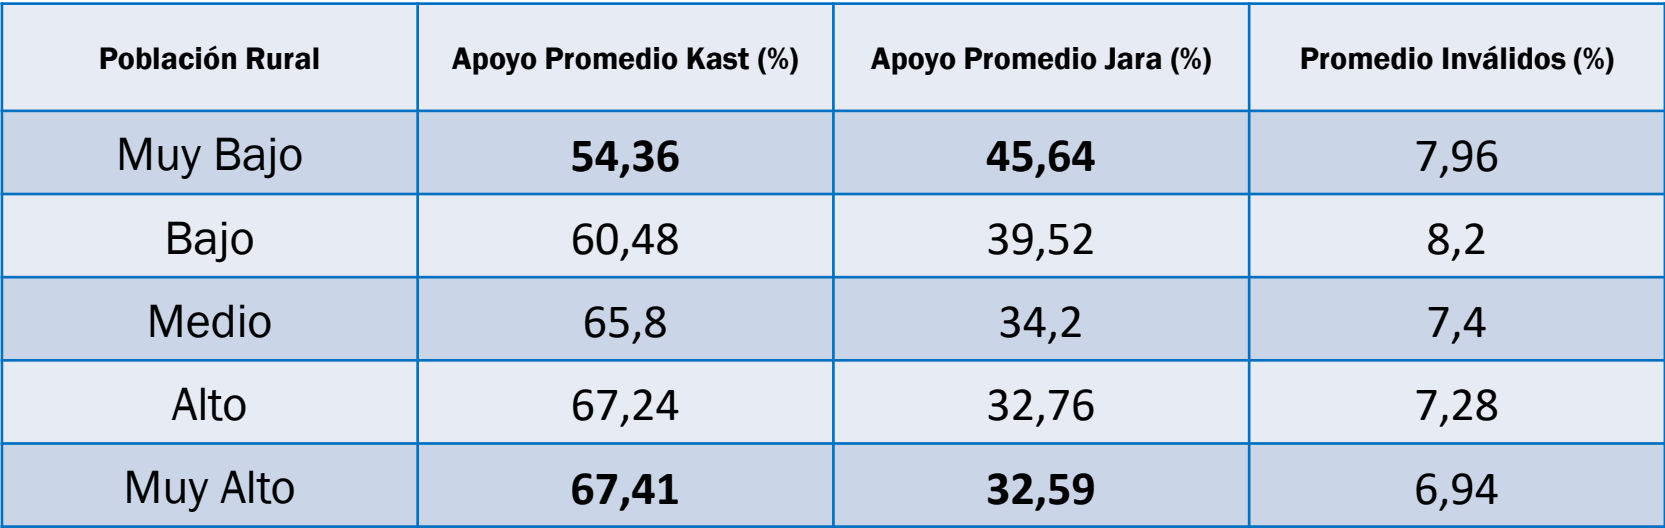 Población Rural Apoyo Promedio Kast (%) Apoyo Promedio Jara (%) Promedio Inválidos (%)
Muy Bajo 54,36 45,64 7,96
Bajo 60,48 39,52 8,2
Medio 65,8 34,2 7,4
Alto 67,24 32,76 7,28
Muy Alto 67,41 32,59 6,94